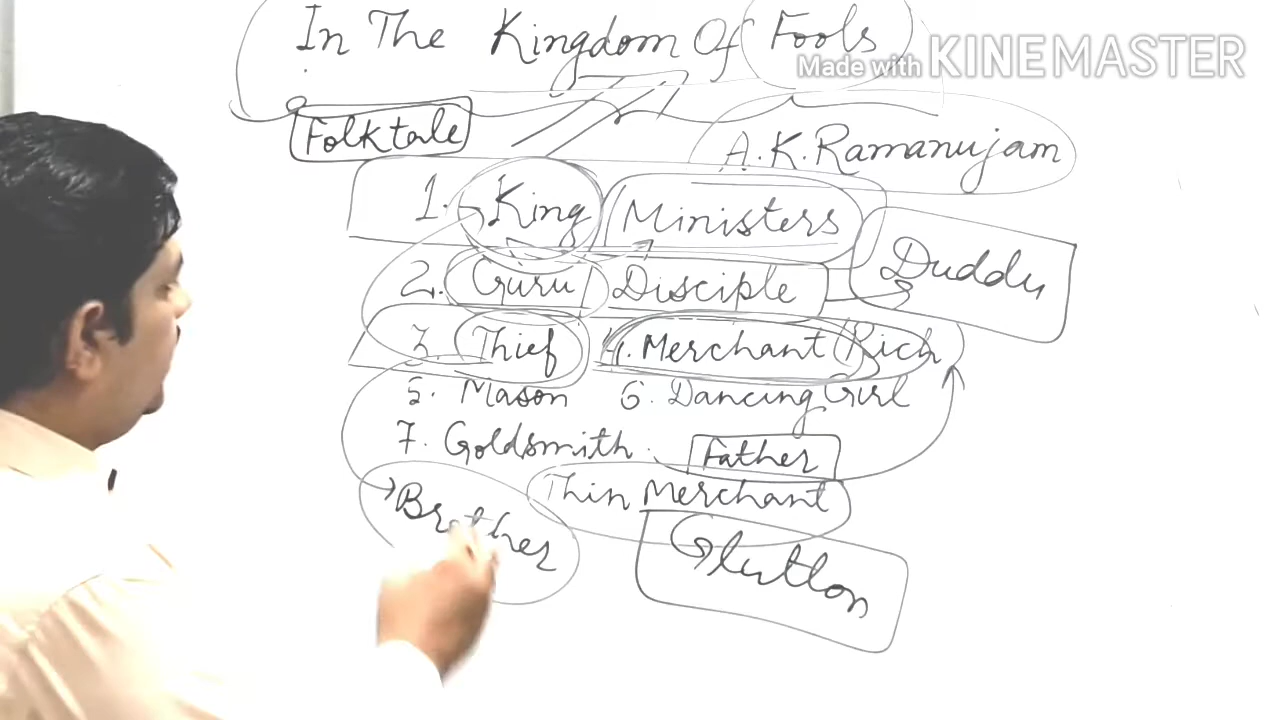 In The Kingdom Of Fools
Made with KINEMASTER
Folktale
A.K.Ramanujam
1. King Ministers
Duddu
2. Guru Disciple
3. Thief 4. Merchant Rich
5. Mason 6. Dancing Girl
7. Goldsmith. Father
Brother Thin Merchant
Glutton